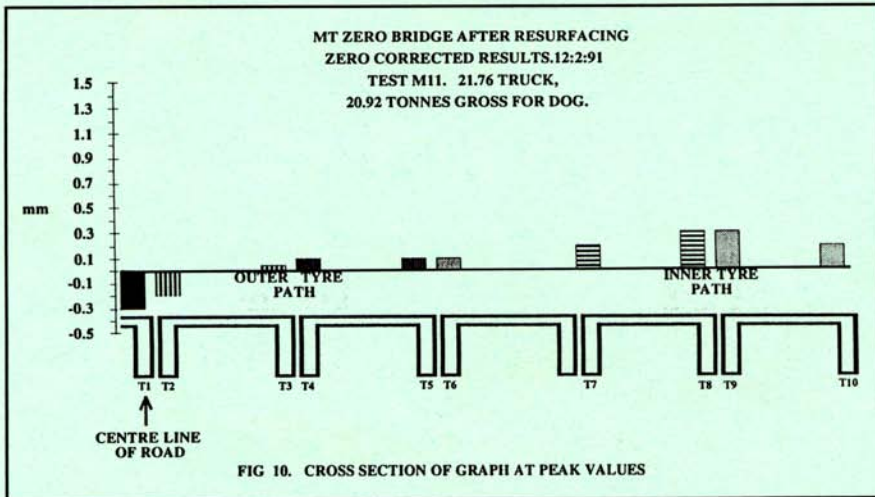 MT ZERO BRIDGE AFTER RESURFACING
ZERO CORRECTED RESULTS.12:2:91
TEST M11. 21.76 TRUCK,
20.92 TONNES GROSS FOR DOG.
1.5
1.3
1.1
0.9
0.7
mm
0.5
0.3
0.1
-0.1
-0.3
-0.5
OUTER TYRE
PATH
INNER TYRE
PATH
T1 T2 T3 T4 T5 T6 T7 T8 T9 T10
CENTRE LINE
OF ROAD
FIG 10. CROSS SECTION OF GRAPH AT PEAK VALUES